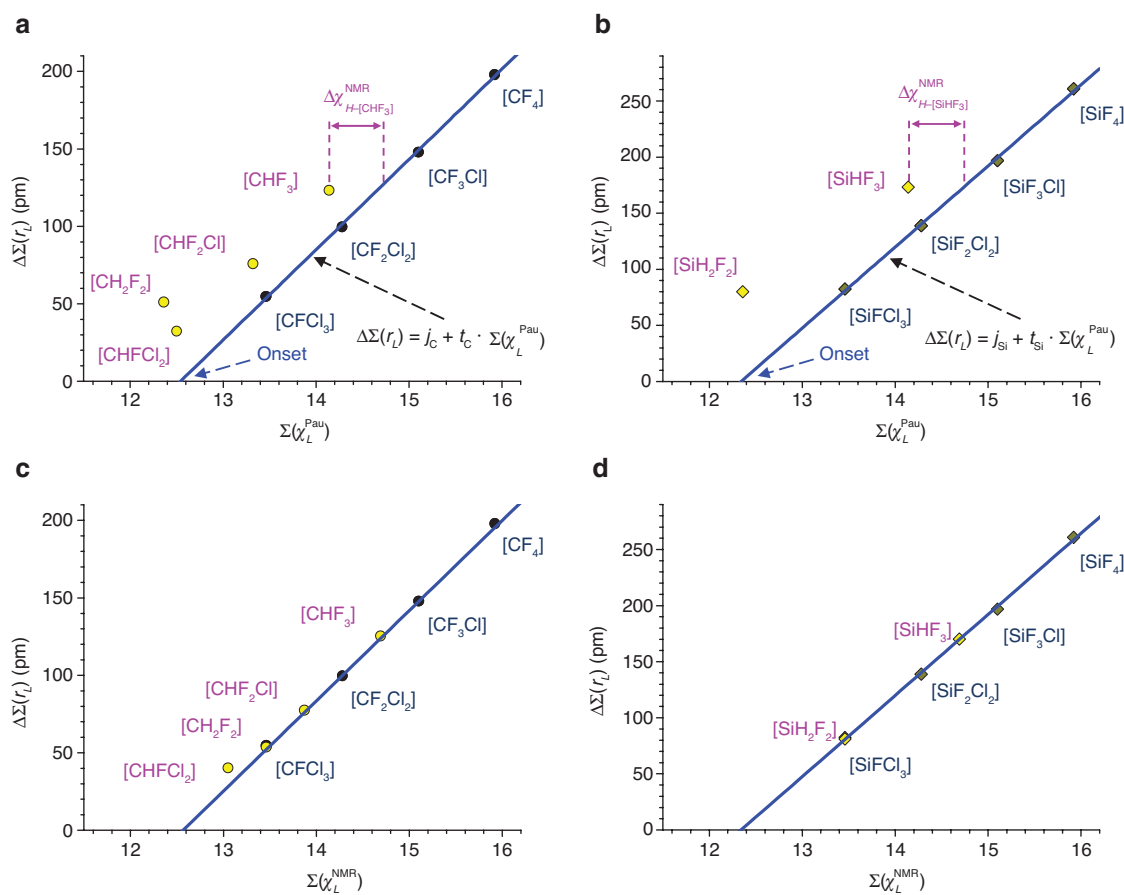 a
200
150
100
50
0
12 13 14 15 16
ΔΣ(r_L) (pm)
Σ(χ_L^Pau)
Δχ^NMR_H–[CHF₃]
[CF₄]
[CHF₃]
[CF₃Cl]
[CHF₂Cl]
[CF₂Cl₂]
[CH₂F₂]
[CFCl₃]
[CHFCl₂]
ΔΣ(r_L) = j_C + t_C · Σ(χ_L^Pau)
Onset
b
250
200
150
100
50
0
12 13 14 15 16
ΔΣ(r_L) (pm)
Σ(χ_L^Pau)
Δχ^NMR_H–[SiHF₃]
[SiF₄]
[SiHF₃]
[SiF₃Cl]
[SiF₂Cl₂]
[SiH₂F₂]
[SiFCl₃]
ΔΣ(r_L) = j_Si + t_Si · Σ(χ_L^Pau)
Onset
c
200
150
100
50
0
12 13 14 15 16
ΔΣ(r_L) (pm)
Σ(χ_L^NMR)
[CF₄]
[CHF₃]
[CF₃Cl]
[CHF₂Cl]
[CF₂Cl₂]
[CH₂F₂]
[CHFCl₂]
[CFCl₃]
d
250
200
150
100
50
0
12 13 14 15 16
ΔΣ(r_L) (pm)
Σ(χ_L^NMR)
[SiF₄]
[SiHF₃]
[SiF₃Cl]
[SiF₂Cl₂]
[SiH₂F₂]
[SiFCl₃]